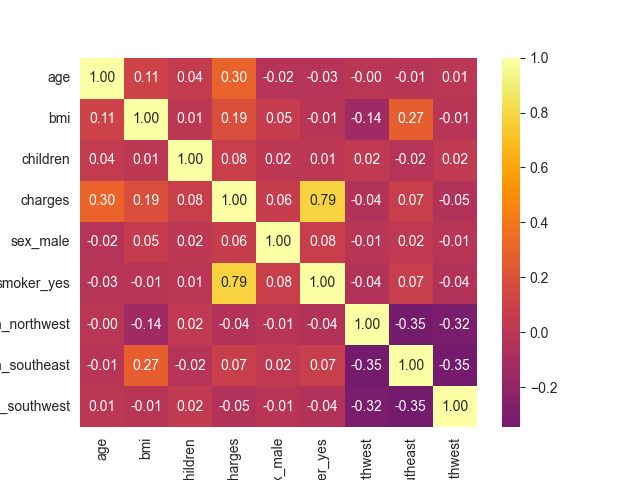 age 1.00 0.11 0.04 0.30 -0.02 -0.03 -0.00 -0.01 0.01
bmi 0.11 1.00 0.01 0.19 0.05 -0.01 -0.14 0.27 -0.01
children 0.04 0.01 1.00 0.08 0.02 0.01 0.02 -0.02 0.02
charges 0.30 0.19 0.08 1.00 0.06 0.79 -0.04 0.07 -0.05
sex_male -0.02 0.05 0.02 0.06 1.00 0.08 -0.01 0.02 -0.01
smoker_yes -0.03 -0.01 0.01 0.79 0.08 1.00 -0.04 0.07 -0.04
n_northwest -0.00 -0.14 0.02 -0.04 -0.01 -0.04 1.00 -0.35 -0.32
n_southeast -0.01 0.27 -0.02 0.07 0.02 0.07 -0.35 1.00 -0.35
_southwest 0.01 -0.01 0.02 -0.05 -0.01 -0.04 -0.32 -0.35 1.00
age
bmi
hildren
harges
x_male
er_yes
thwest
utheast
thwest
1.0
0.8
0.6
0.4
0.2
0.0
−0.2